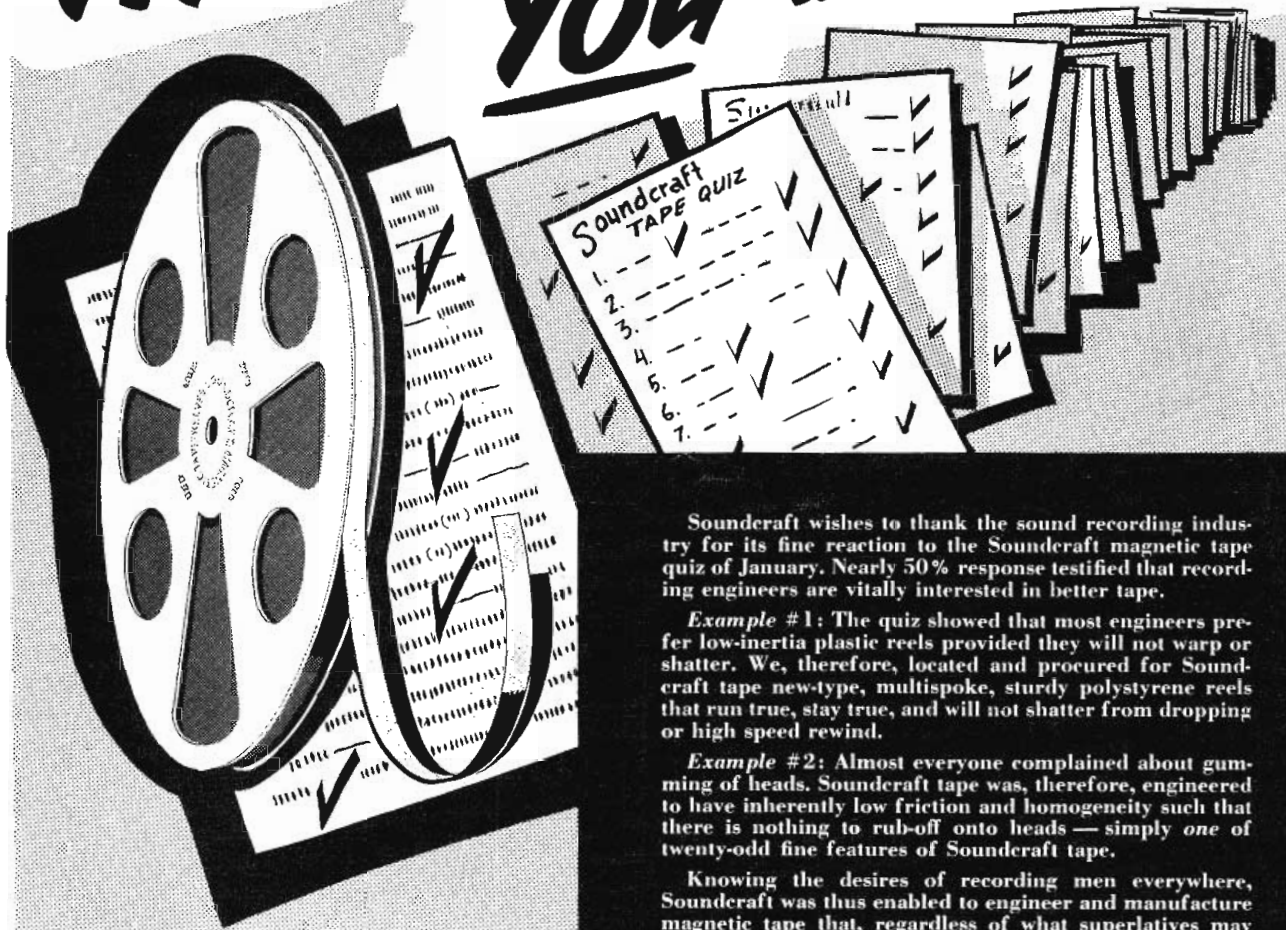 you
Soundcraft
TAPE QUIZ
1.
2.
3.
4.
5.
6.
7.
Soundcraft wishes to thank the sound recording indus-
try for its fine reaction to the Soundcraft magnetic tape
quiz of January. Nearly 50% response testified that record-
ing engineers are vitally interested in better tape.
Example #1: The quiz showed that most engineers pre-
fer low-inertia plastic reels provided they will not warp or
shatter. We, therefore, located and procured for Sound-
craft tape new-type, multispoke, sturdy polystyrene reels
that run true, stay true, and will not shatter from dropping
or high speed rewind.
Example #2: Almost everyone complained about gum-
ming of heads. Soundcraft tape was, therefore, engineered
to have inherently low friction and homogeneity such that
there is nothing to rub-off onto heads — simply one of
twenty-odd fine features of Soundcraft tape.
Knowing the desires of recording men everywhere,
Soundcraft was thus enabled to engineer and manufacture
magnetic tape that, regardless of what superlatives may